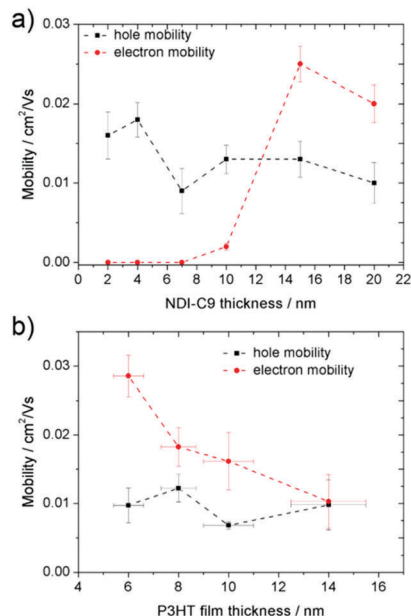 a)
0.03
hole mobility
electron mobility
0.02
Mobility / cm²/Vs
0.01
0.00
0 2 4 6 8 10 12 14 16 18 20 22
NDI-C9 thickness / nm
b)
hole mobility
electron mobility
0.03
0.02
Mobility / cm²/Vs
0.01
0.00
4 6 8 10 12 14 16
P3HT film thickness / nm